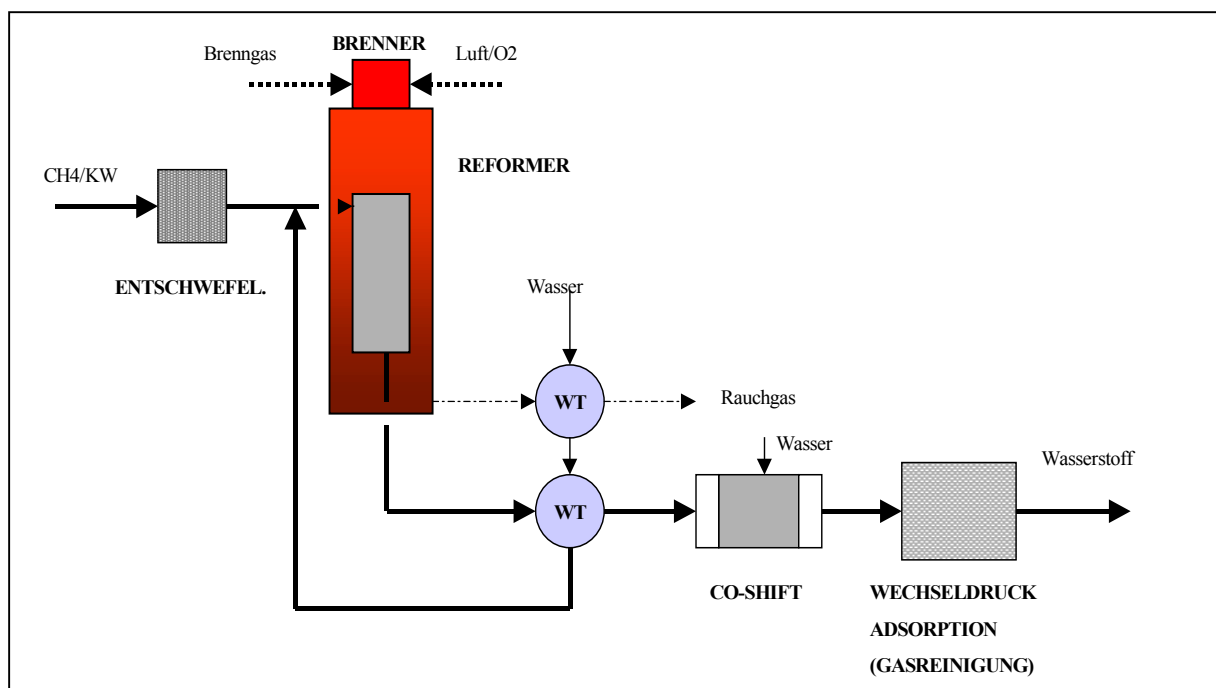 BRENNER
Brenngas
Luft/O2
CH4/KW
REFORMER
ENTSCHWEFEL.
Wasser
WT
Rauchgas
Wasser
Wasserstoff
WT
CO-SHIFT
WECHSELDRUCK
ADSORPTION
(GASREINIGUNG)